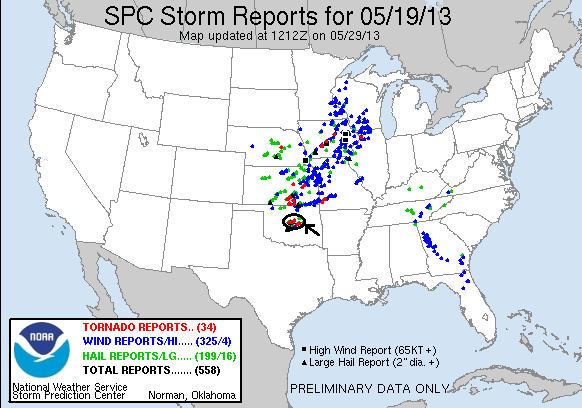 SPC Storm Reports for 05/19/13
Map updated at 1212Z on 05/29/13
TORNADO REPORTS.. (34)
WIND REPORTS/HI..... (325/4)
HAIL REPORTS/LG..... (199/16)
TOTAL REPORTS....... (558)
NOAA
National Weather Service
Storm Prediction Center Norman, Oklahoma
High Wind Report (65KT +)
Large Hail Report (2" dia. +)
PRELIMINARY DATA ONLY